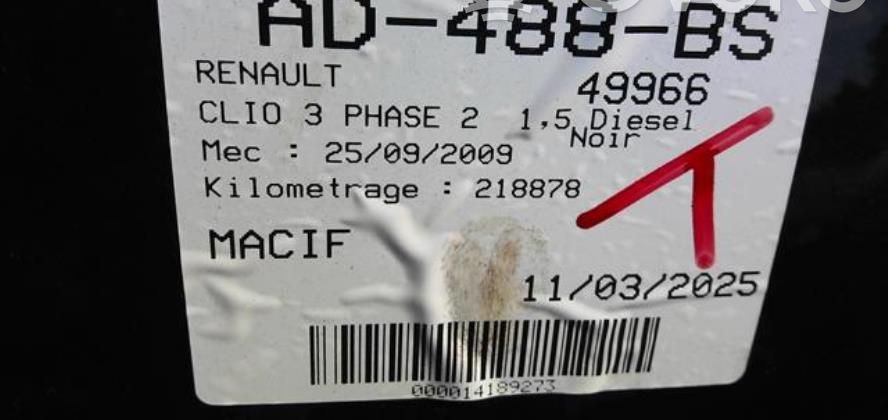 AD-488-BS
RENAULT 49966
CLIO 3 PHASE 2 1,5 Diesel
Noir
Mec : 25/09/2009
Kilometrage : 218878
MACIF
11/03/2025
000014189273